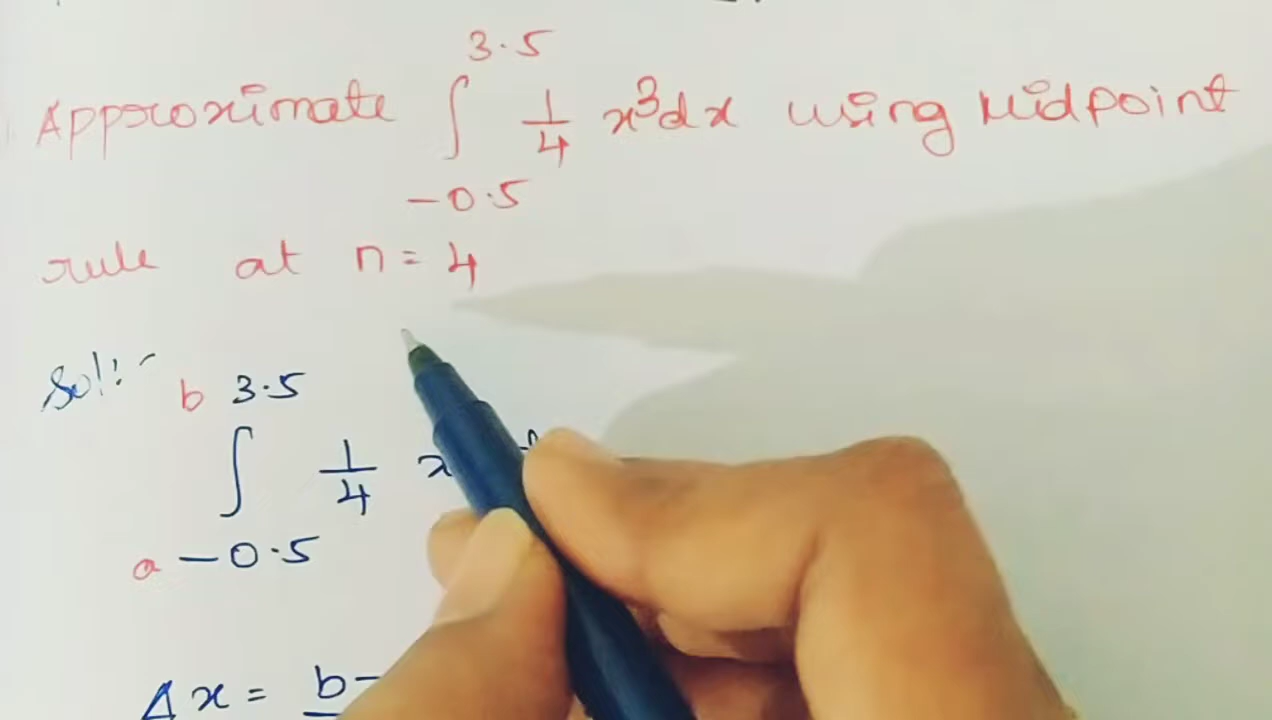 3.5
Approximate ∫ 1/4 x³dx using Midpoint
-0.5
rule at n = 4
Sol:-
b 3.5
∫ 1/4 x
a -0.5
Δx = b-